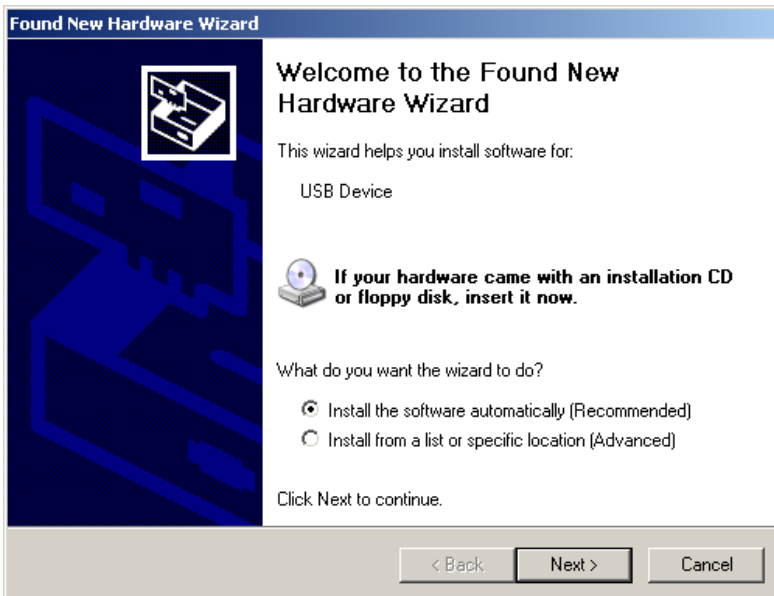 Found New Hardware Wizard
Welcome to the Found New
Hardware Wizard
This wizard helps you install software for:
USB Device
If your hardware came with an installation CD
or floppy disk, insert it now.
What do you want the wizard to do?
Install the software automatically (Recommended)
Install from a list or specific location (Advanced)
Click Next to continue.
< Back Next > Cancel